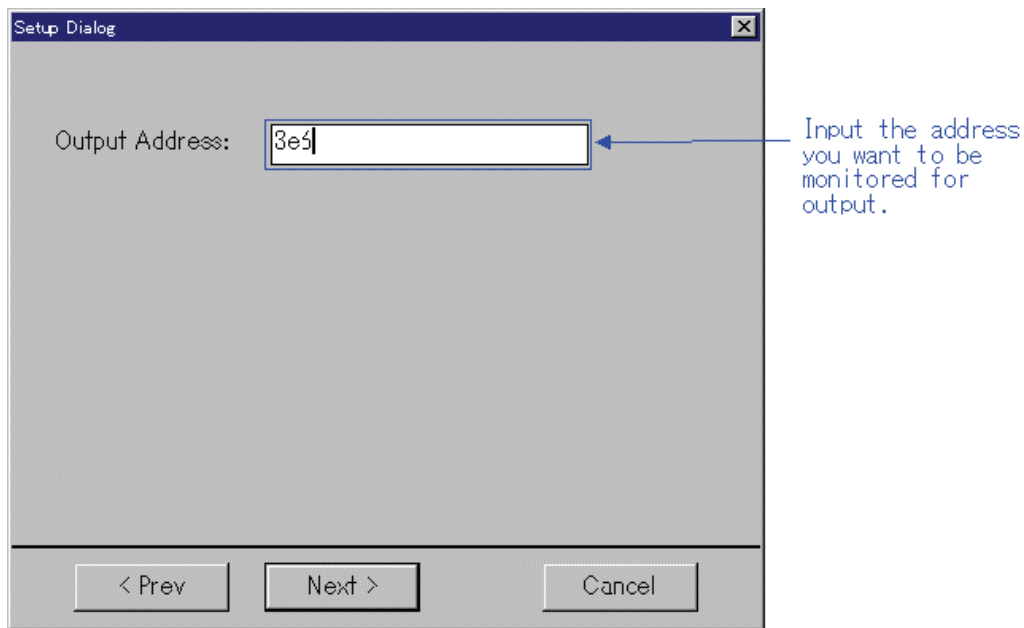 Setup Dialog
Output Address:
3e5
Input the address
you want to be
monitored for
output.
< Prev
Next >
Cancel